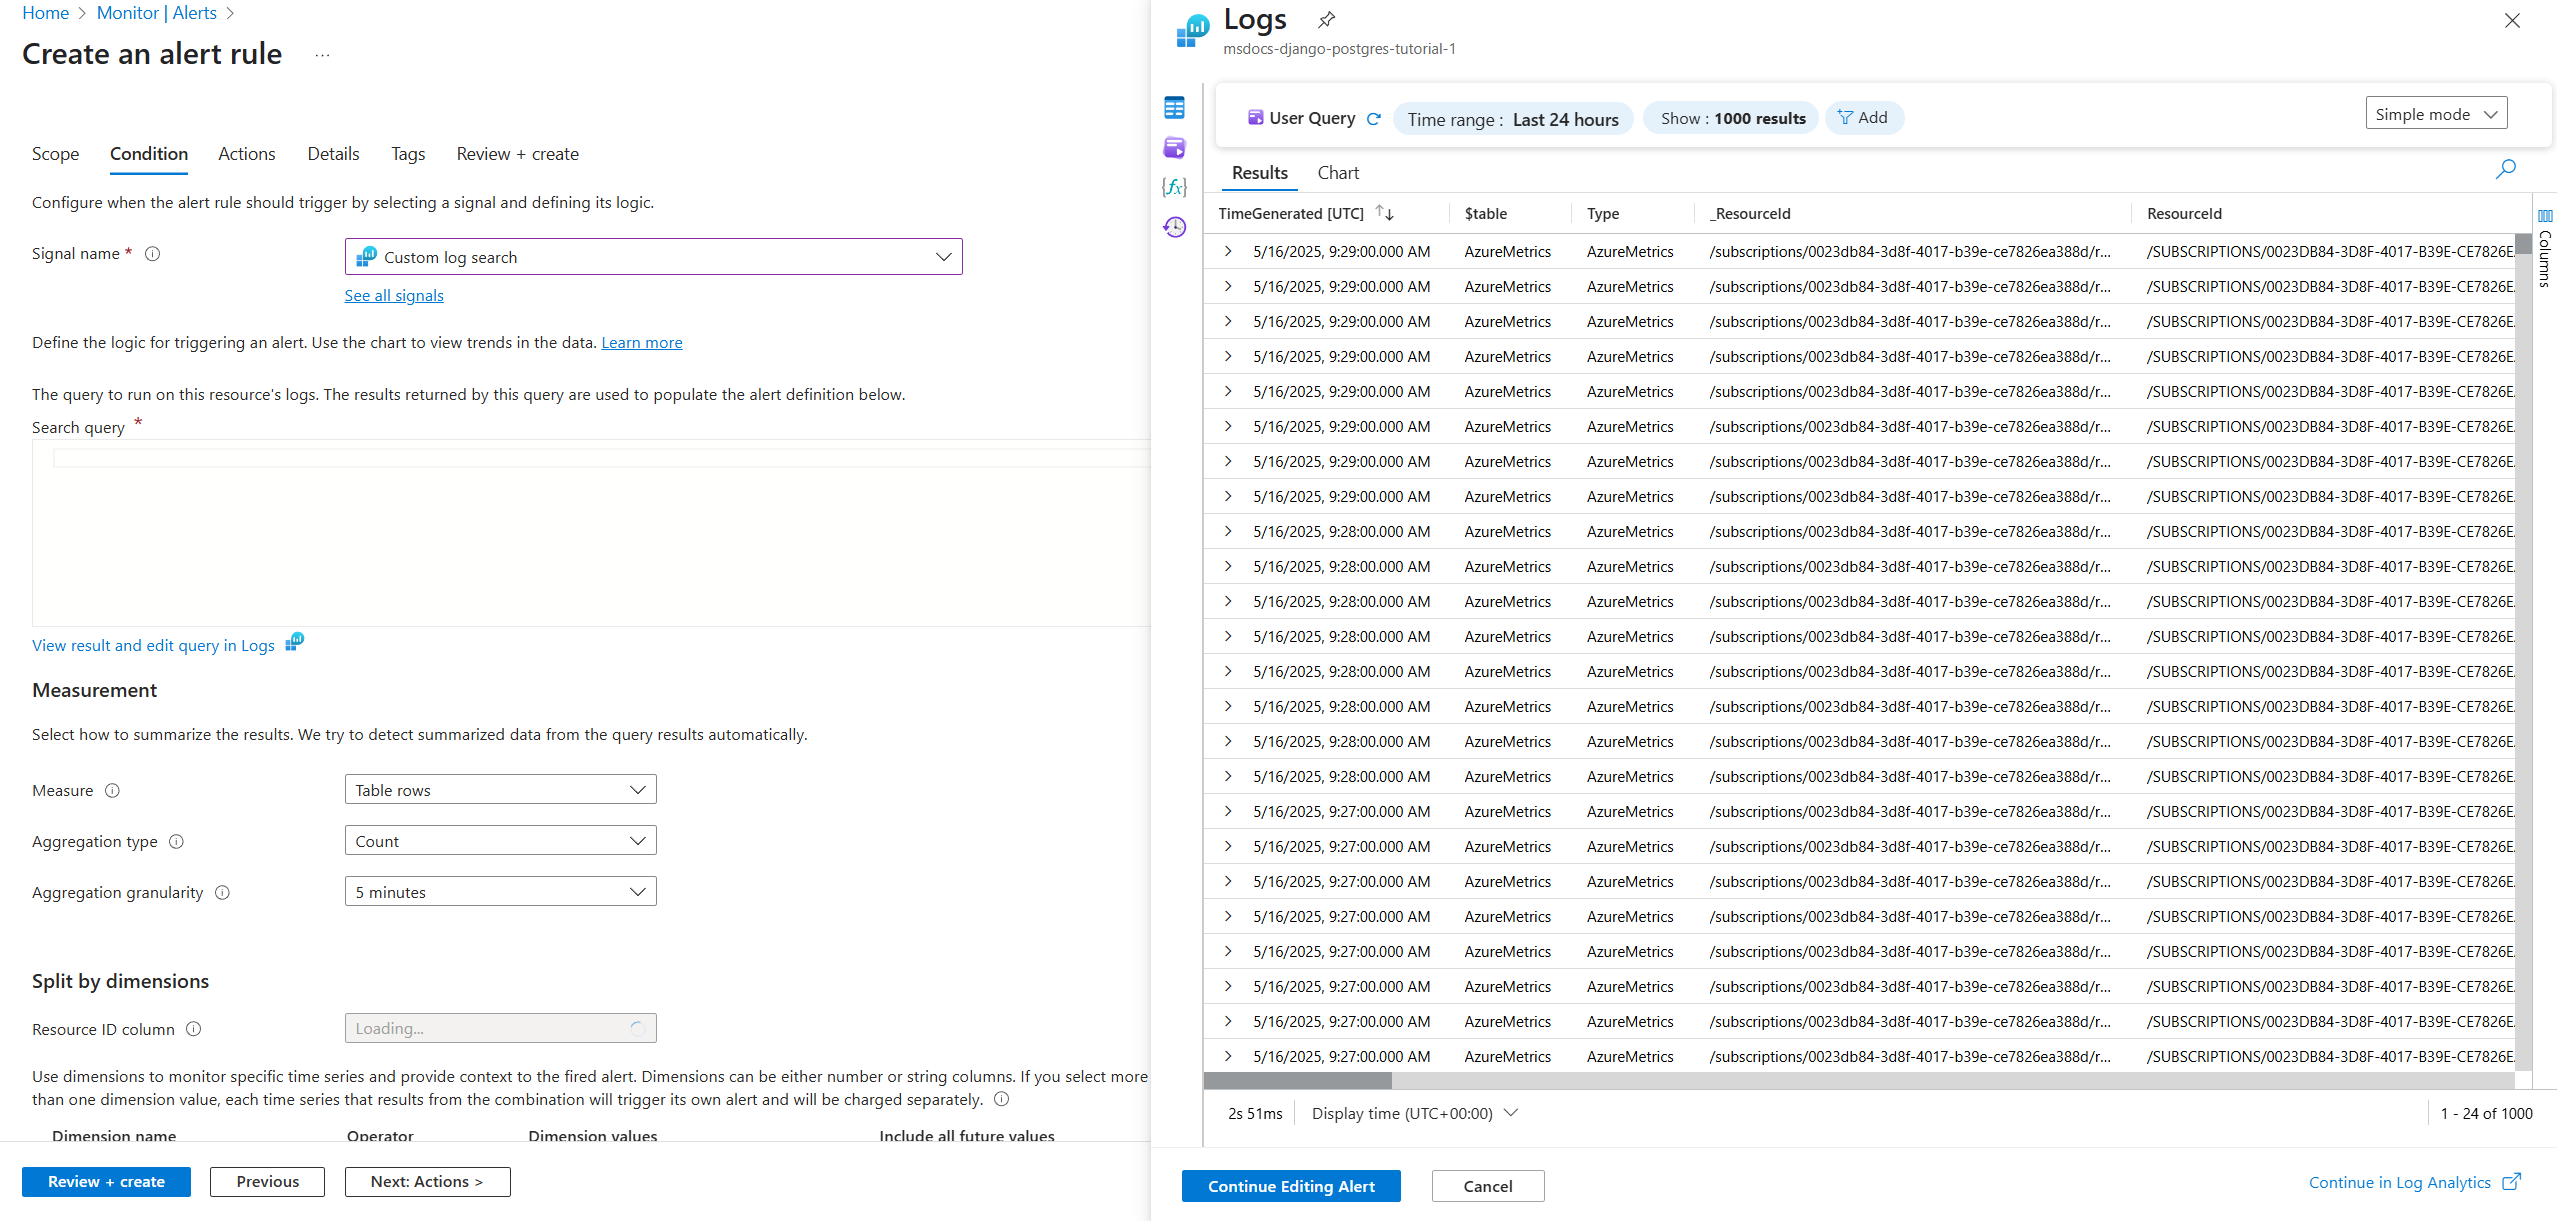 Home > Monitor | Alerts >
Create an alert rule ...
Scope Condition Actions Details Tags Review + create
Configure when the alert rule should trigger by selecting a signal and defining its logic.
Signal name * Custom log search
See all signals
Define the logic for triggering an alert. Use the chart to view trends in the data. Learn more
The query to run on this resource's logs. The results returned by this query are used to populate the alert definition below.
Search query *
View result and edit query in Logs
Measurement
Select how to summarize the results. We try to detect summarized data from the query results automatically.
Measure Table rows
Aggregation type Count
Aggregation granularity 5 minutes
Split by dimensions
Resource ID column Loading...
Use dimensions to monitor specific time series and provide context to the fired alert. Dimensions can be either number or string columns. If you select more
than one dimension value, each time series that results from the combination will trigger its own alert and will be charged separately.
Dimension name Operator Dimension values Include all future values
Review + create Previous Next: Actions >
Logs
msdocs-django-postgres-tutorial-1
User Query Time range : Last 24 hours Show : 1000 results Add Simple mode
Results Chart
TimeGenerated [UTC] $table Type _ResourceId ResourceId
Columns
5/16/2025, 9:29:00.000 AM AzureMetrics AzureMetrics /subscriptions/0023db84-3d8f-4017-b39e-ce7826ea388d/r... /SUBSCRIPTIONS/0023DB84-3D8F-4017-B39E-CE7826E.
5/16/2025, 9:29:00.000 AM AzureMetrics AzureMetrics /subscriptions/0023db84-3d8f-4017-b39e-ce7826ea388d/r... /SUBSCRIPTIONS/0023DB84-3D8F-4017-B39E-CE7826E.
5/16/2025, 9:29:00.000 AM AzureMetrics AzureMetrics /subscriptions/0023db84-3d8f-4017-b39e-ce7826ea388d/r... /SUBSCRIPTIONS/0023DB84-3D8F-4017-B39E-CE7826E.
5/16/2025, 9:29:00.000 AM AzureMetrics AzureMetrics /subscriptions/0023db84-3d8f-4017-b39e-ce7826ea388d/r... /SUBSCRIPTIONS/0023DB84-3D8F-4017-B39E-CE7826E.
5/16/2025, 9:29:00.000 AM AzureMetrics AzureMetrics /subscriptions/0023db84-3d8f-4017-b39e-ce7826ea388d/r... /SUBSCRIPTIONS/0023DB84-3D8F-4017-B39E-CE7826E.
5/16/2025, 9:29:00.000 AM AzureMetrics AzureMetrics /subscriptions/0023db84-3d8f-4017-b39e-ce7826ea388d/r... /SUBSCRIPTIONS/0023DB84-3D8F-4017-B39E-CE7826E.
5/16/2025, 9:29:00.000 AM AzureMetrics AzureMetrics /subscriptions/0023db84-3d8f-4017-b39e-ce7826ea388d/r... /SUBSCRIPTIONS/0023DB84-3D8F-4017-B39E-CE7826E.
5/16/2025, 9:29:00.000 AM AzureMetrics AzureMetrics /subscriptions/0023db84-3d8f-4017-b39e-ce7826ea388d/r... /SUBSCRIPTIONS/0023DB84-3D8F-4017-B39E-CE7826E.
5/16/2025, 9:28:00.000 AM AzureMetrics AzureMetrics /subscriptions/0023db84-3d8f-4017-b39e-ce7826ea388d/r... /SUBSCRIPTIONS/0023DB84-3D8F-4017-B39E-CE7826E.
5/16/2025, 9:28:00.000 AM AzureMetrics AzureMetrics /subscriptions/0023db84-3d8f-4017-b39e-ce7826ea388d/r... /SUBSCRIPTIONS/0023DB84-3D8F-4017-B39E-CE7826E.
5/16/2025, 9:28:00.000 AM AzureMetrics AzureMetrics /subscriptions/0023db84-3d8f-4017-b39e-ce7826ea388d/r... /SUBSCRIPTIONS/0023DB84-3D8F-4017-B39E-CE7826E.
5/16/2025, 9:28:00.000 AM AzureMetrics AzureMetrics /subscriptions/0023db84-3d8f-4017-b39e-ce7826ea388d/r... /SUBSCRIPTIONS/0023DB84-3D8F-4017-B39E-CE7826E.
5/16/2025, 9:28:00.000 AM AzureMetrics AzureMetrics /subscriptions/0023db84-3d8f-4017-b39e-ce7826ea388d/r... /SUBSCRIPTIONS/0023DB84-3D8F-4017-B39E-CE7826E.
5/16/2025, 9:28:00.000 AM AzureMetrics AzureMetrics /subscriptions/0023db84-3d8f-4017-b39e-ce7826ea388d/r... /SUBSCRIPTIONS/0023DB84-3D8F-4017-B39E-CE7826E.
5/16/2025, 9:28:00.000 AM AzureMetrics AzureMetrics /subscriptions/0023db84-3d8f-4017-b39e-ce7826ea388d/r... /SUBSCRIPTIONS/0023DB84-3D8F-4017-B39E-CE7826E.
5/16/2025, 9:28:00.000 AM AzureMetrics AzureMetrics /subscriptions/0023db84-3d8f-4017-b39e-ce7826ea388d/r... /SUBSCRIPTIONS/0023DB84-3D8F-4017-B39E-CE7826E.
5/16/2025, 9:27:00.000 AM AzureMetrics AzureMetrics /subscriptions/0023db84-3d8f-4017-b39e-ce7826ea388d/r... /SUBSCRIPTIONS/0023DB84-3D8F-4017-B39E-CE7826E.
5/16/2025, 9:27:00.000 AM AzureMetrics AzureMetrics /subscriptions/0023db84-3d8f-4017-b39e-ce7826ea388d/r... /SUBSCRIPTIONS/0023DB84-3D8F-4017-B39E-CE7826E.
5/16/2025, 9:27:00.000 AM AzureMetrics AzureMetrics /subscriptions/0023db84-3d8f-4017-b39e-ce7826ea388d/r... /SUBSCRIPTIONS/0023DB84-3D8F-4017-B39E-CE7826E.
5/16/2025, 9:27:00.000 AM AzureMetrics AzureMetrics /subscriptions/0023db84-3d8f-4017-b39e-ce7826ea388d/r... /SUBSCRIPTIONS/0023DB84-3D8F-4017-B39E-CE7826E.
5/16/2025, 9:27:00.000 AM AzureMetrics AzureMetrics /subscriptions/0023db84-3d8f-4017-b39e-ce7826ea388d/r... /SUBSCRIPTIONS/0023DB84-3D8F-4017-B39E-CE7826E.
5/16/2025, 9:27:00.000 AM AzureMetrics AzureMetrics /subscriptions/0023db84-3d8f-4017-b39e-ce7826ea388d/r... /SUBSCRIPTIONS/0023DB84-3D8F-4017-B39E-CE7826E.
5/16/2025, 9:27:00.000 AM AzureMetrics AzureMetrics /subscriptions/0023db84-3d8f-4017-b39e-ce7826ea388d/r... /SUBSCRIPTIONS/0023DB84-3D8F-4017-B39E-CE7826E.
5/16/2025, 9:27:00.000 AM AzureMetrics AzureMetrics /subscriptions/0023db84-3d8f-4017-b39e-ce7826ea388d/r... /SUBSCRIPTIONS/0023DB84-3D8F-4017-B39E-CE7826E.
2s 51ms Display time (UTC+00:00) 1 - 24 of 1000
Continue Editing Alert Cancel Continue in Log Analytics